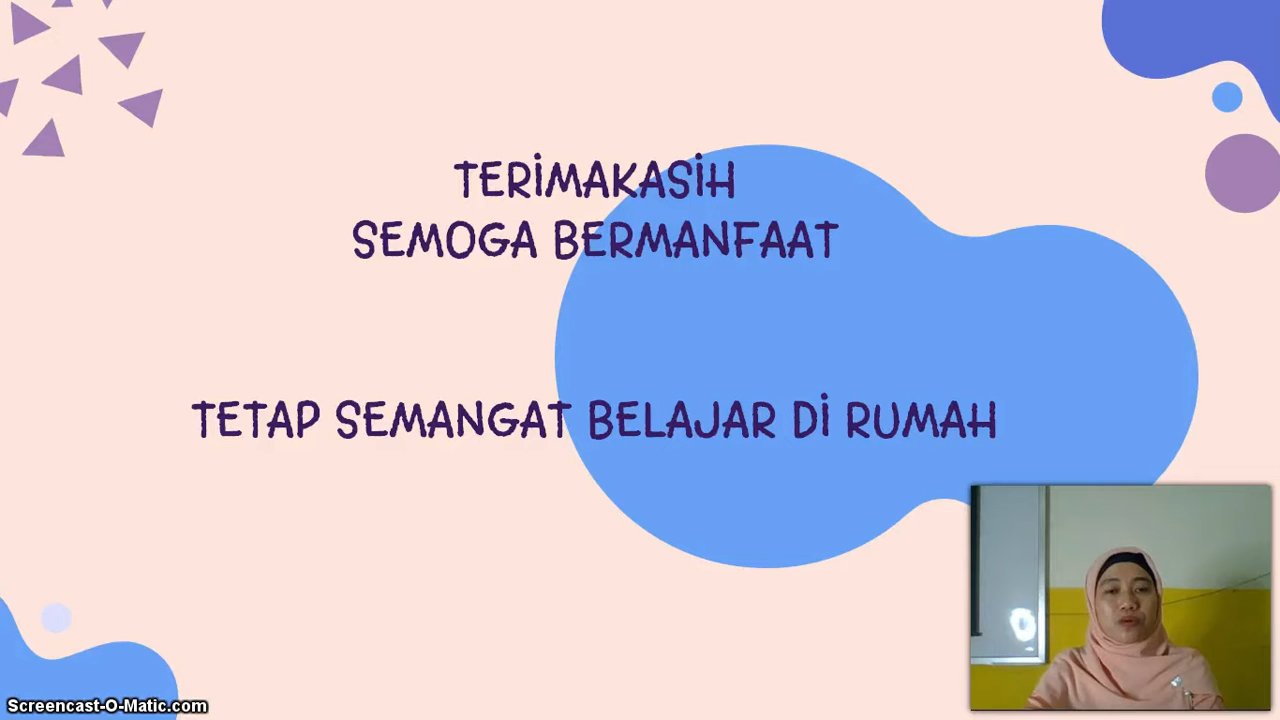 TERIMAKASIH
SEMOGA BERMANFAAT
TETAP SEMANGAT BELAJAR DI RUMAH
Screencast-O-Matic.com